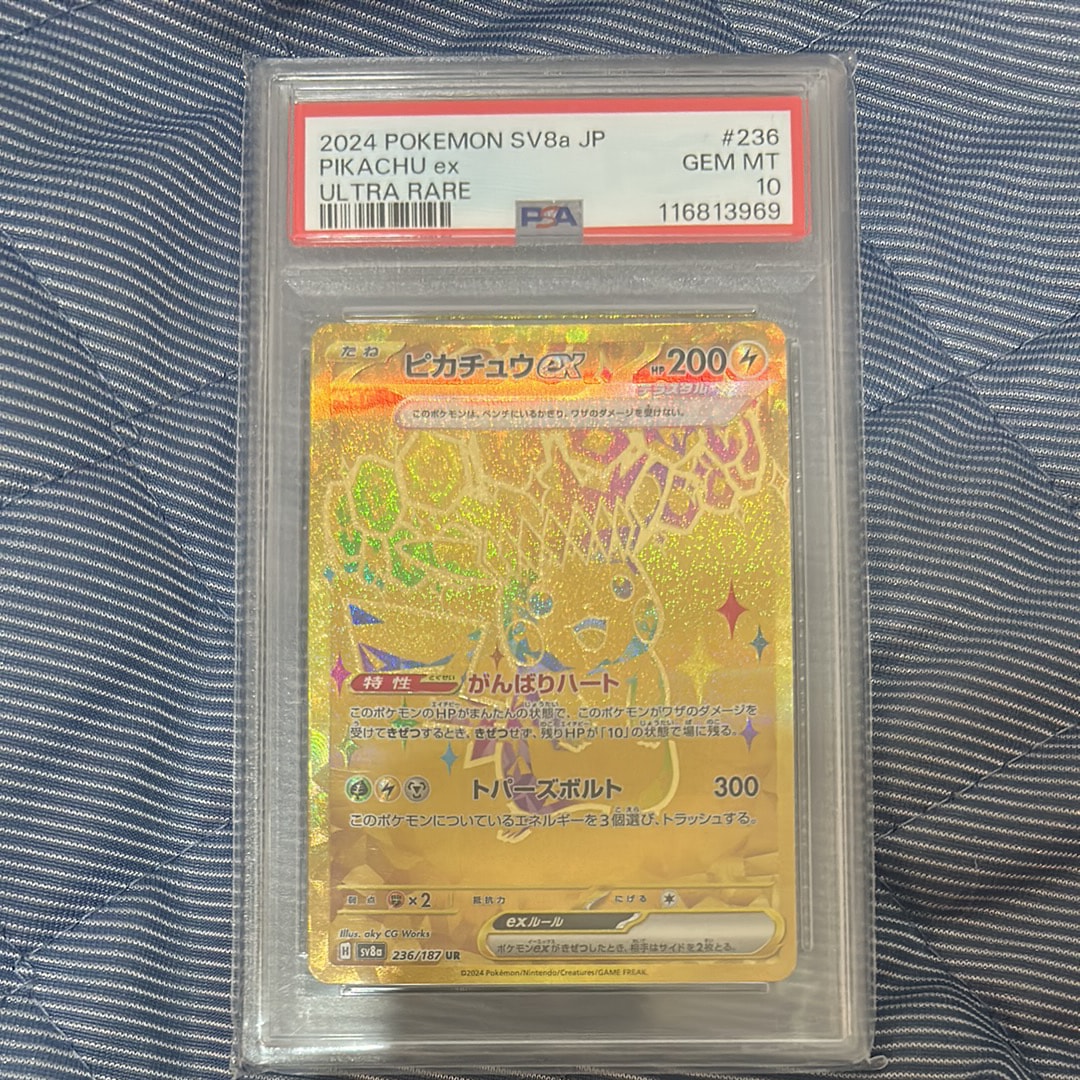 2024 POKEMON SV8a JP #236
PIKACHU ex GEM MT
ULTRA RARE 10
PSA 116813969
たね ピカチュウex HP200
テラスタル
このポケモンは、ベンチにいるかぎり、ワザのダメージを受けない。
特性 とくせい がんばりハート
このポケモンのHPがまんたんの状態で、このポケモンがワザのダメージを
受けてきぜつするとき、きぜつせず、残りHPが「10」の状態で場に残る。
トパーズボルト 300
このポケモンについているエネルギーを3個選び、トラッシュする。
弱点 ×2 抵抗力 にげる
exルール
ポケモンexがきぜつしたとき、相手はサイドを2枚とる。
Illus. aky CG Works
H sv8a 236/187 UR
©2024 Pokémon/Nintendo/Creatures/GAME FREAK.